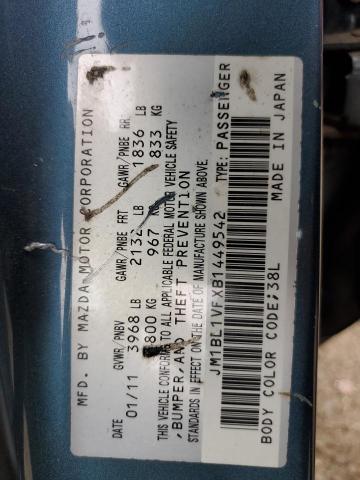 MFD. BY MAZDA MOTOR CORPORATION
DATE GVWR/PNBV GAWR/PNBE FRT GAWR/PNBE RR
01/11 3968 LB 2132 LB 1836 LB
800 KG 967 KG 833 KG
THIS VEHICLE CONFORMS TO ALL APPLICABLE FEDERAL MOTOR VEHICLE SAFETY
, BUMPER, AND THEFT PREVENTION
STANDARDS IN EFFECT ON THE DATE OF MANUFACTURE SHOWN ABOVE.
JM1BL1VFXB1449542 TYPE: PASSENGER
BODY COLOR CODE;38L MADE IN JAPAN